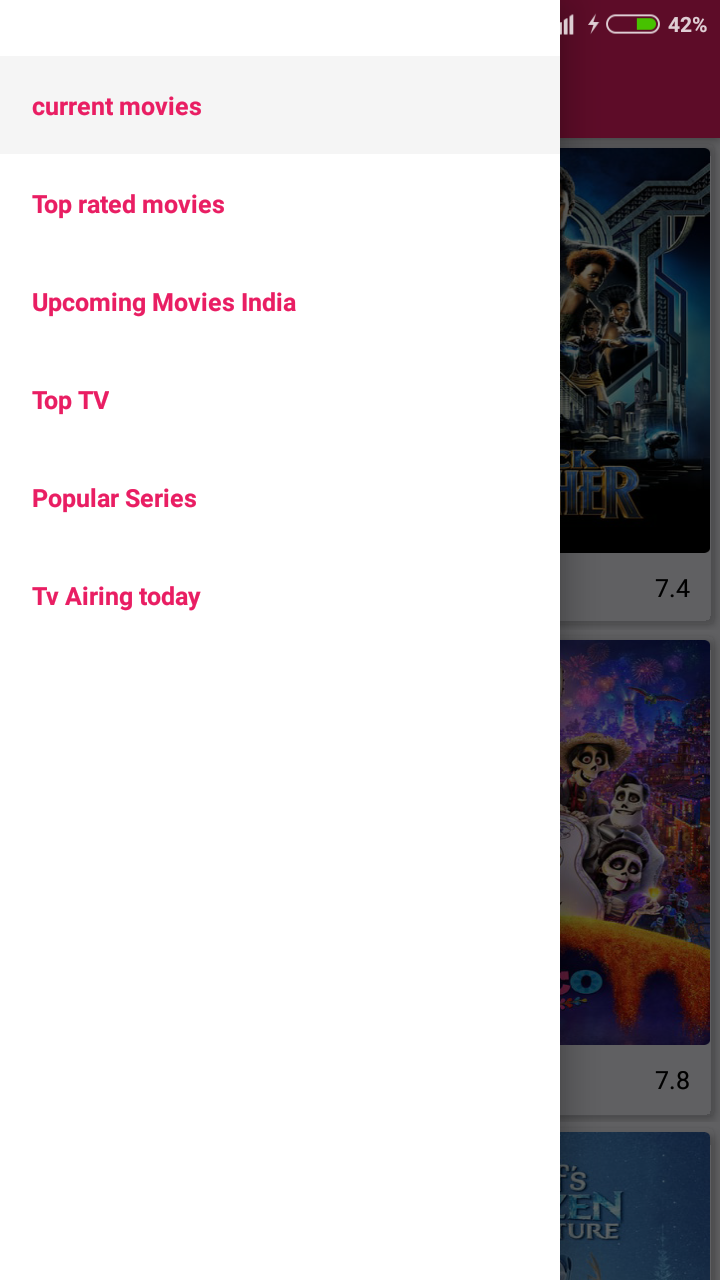 42%
current movies
Top rated movies
Upcoming Movies India
Top TV
Popular Series
Tv Airing today
CK
HER
7.4
CO
7.8
F'S
ZEN
TURE